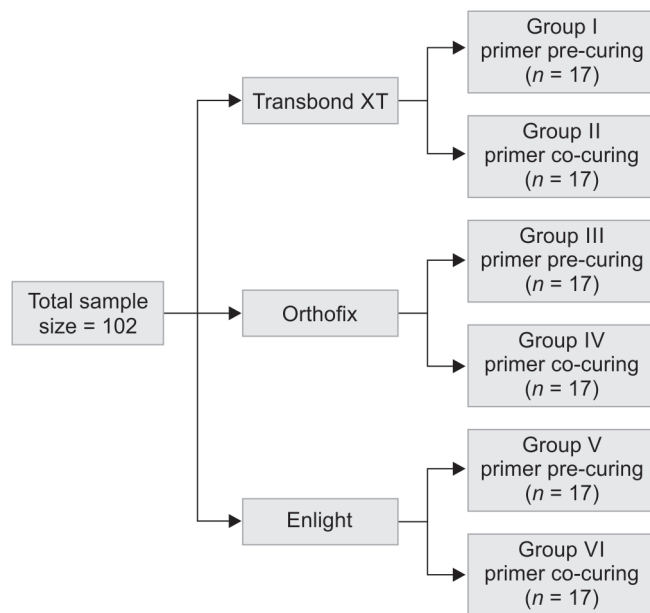 Total sample
size = 102
Transbond XT
Group I
primer pre-curing
(n = 17)
Group II
primer co-curing
(n = 17)
Orthofix
Group III
primer pre-curing
(n = 17)
Group IV
primer co-curing
(n = 17)
Enlight
Group V
primer pre-curing
(n = 17)
Group VI
primer co-curing
(n = 17)